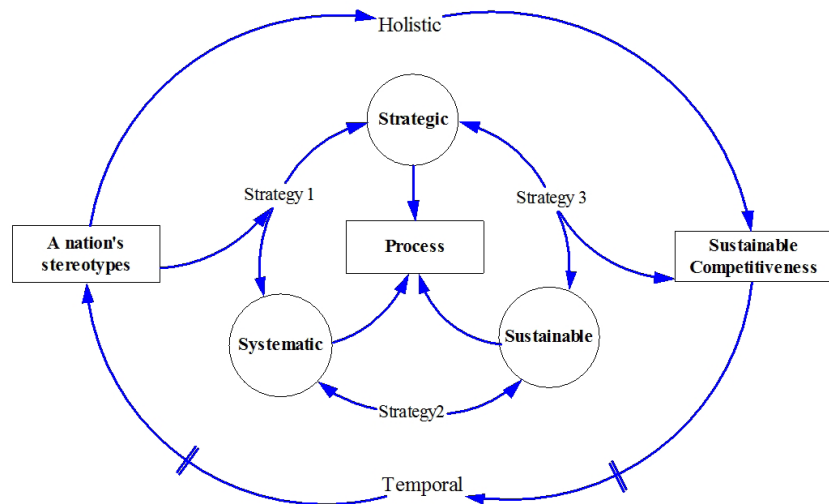 Holistic
Strategic
Strategy 1
Strategy 3
A nation's
stereotypes
Process
Sustainable
Competitiveness
Systematic
Sustainable
Strategy2
Temporal